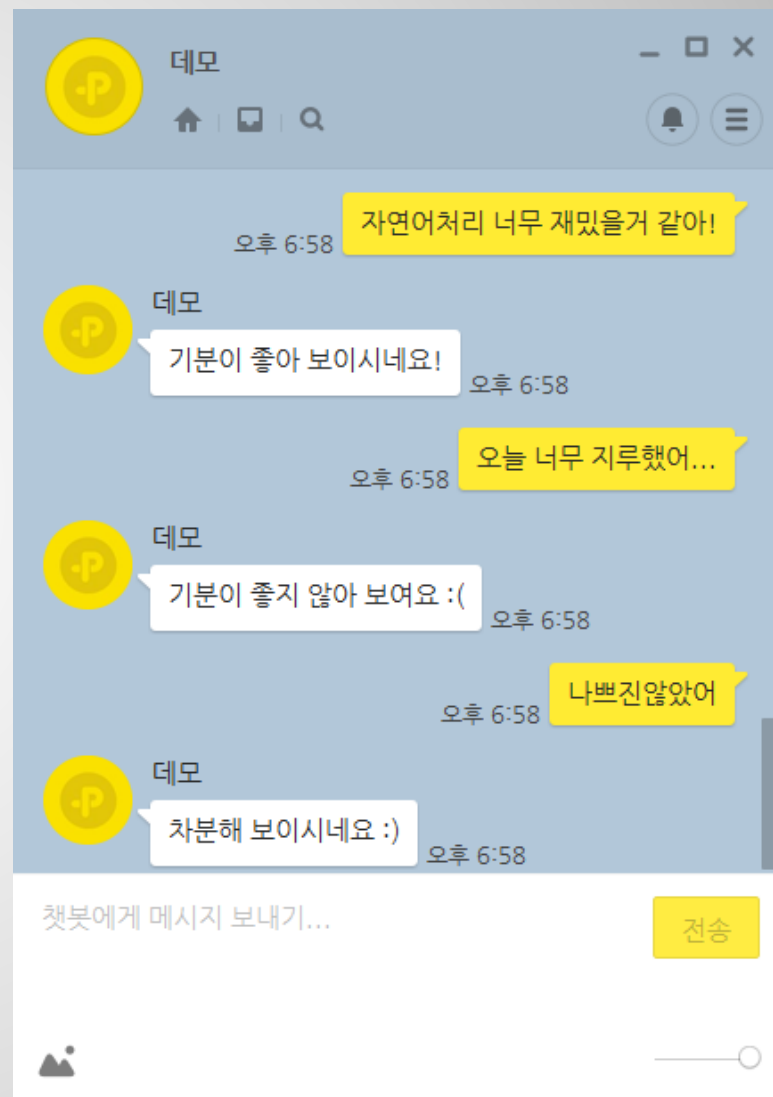 데모
자연어처리 너무 재밌을거 같아!
오후 6:58
데모
기분이 좋아 보이시네요!
오후 6:58
오늘 너무 지루했어...
오후 6:58
데모
기분이 좋지 않아 보여요 :(
오후 6:58
나쁘진않았어
오후 6:58
데모
차분해 보이시네요 :)
오후 6:58
챗봇에게 메시지 보내기...
전송